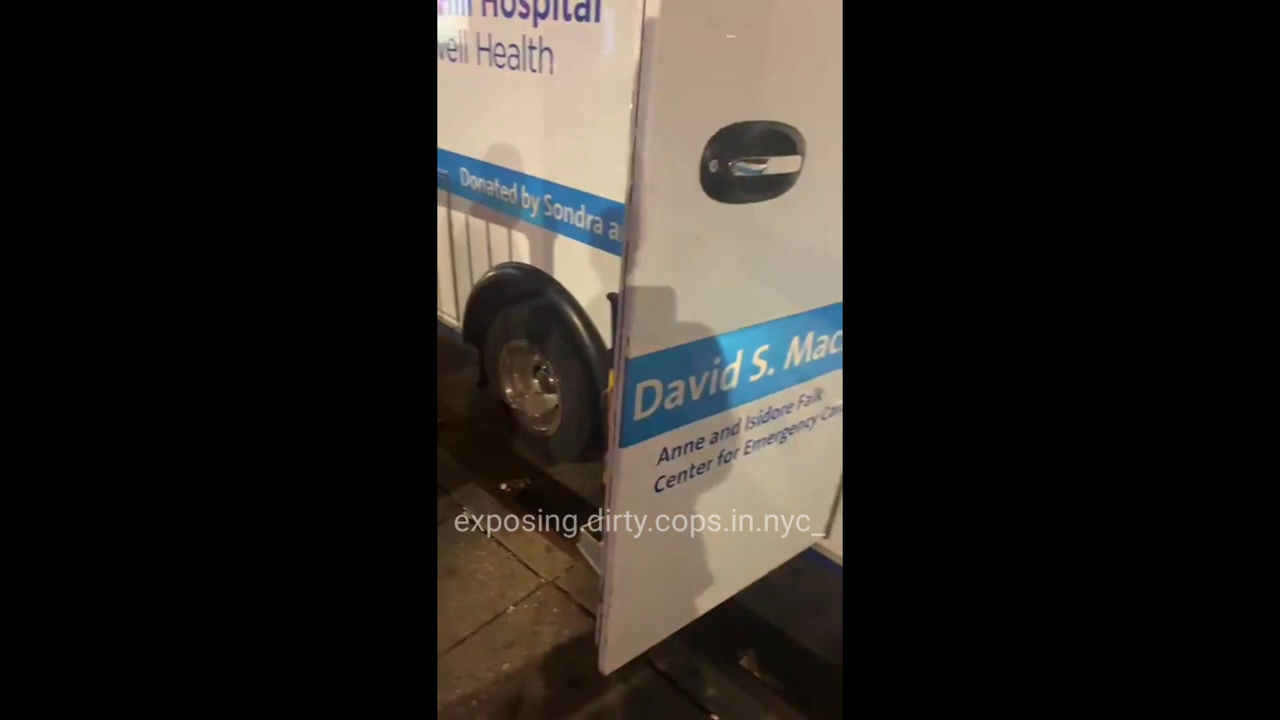 Hospital
Health
Donated by Sondra
David S. Mac
Anne and Isidore Falk
Center for Emergency
exposing.dirty.cops.in.nyc_